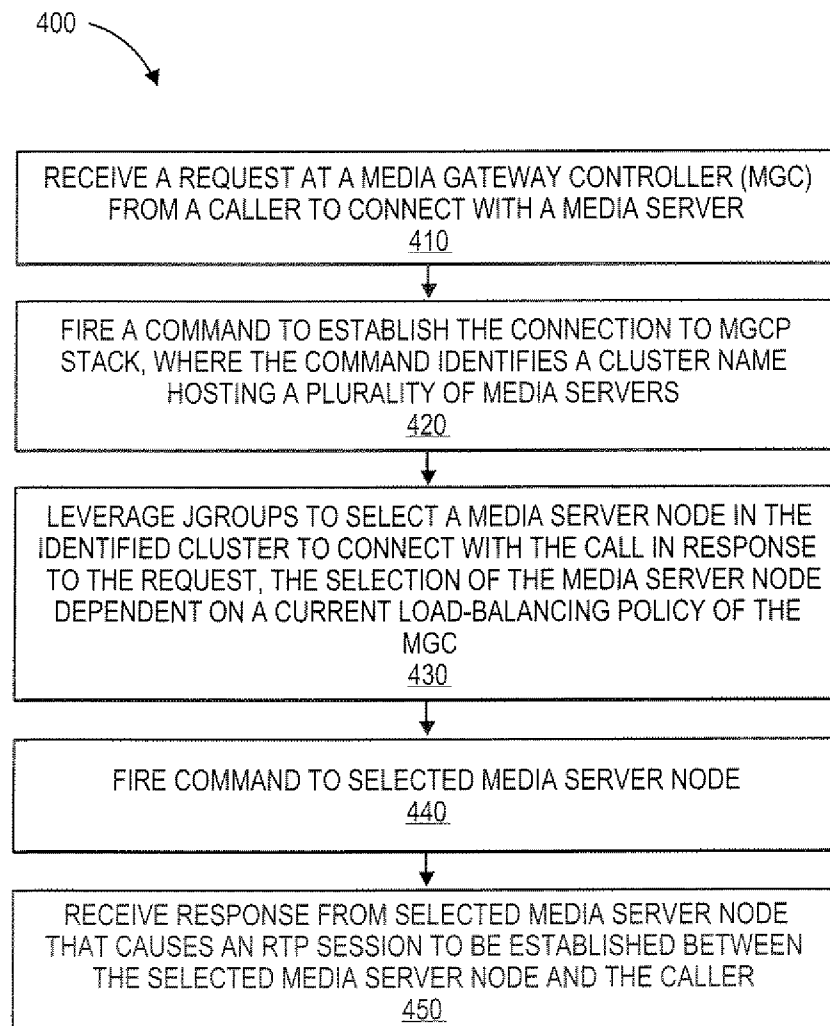 400
RECEIVE A REQUEST AT A MEDIA GATEWAY CONTROLLER (MGC)
FROM A CALLER TO CONNECT WITH A MEDIA SERVER
410
FIRE A COMMAND TO ESTABLISH THE CONNECTION TO MGCP
STACK, WHERE THE COMMAND IDENTIFIES A CLUSTER NAME
HOSTING A PLURALITY OF MEDIA SERVERS
420
LEVERAGE JGROUPS TO SELECT A MEDIA SERVER NODE IN THE
IDENTIFIED CLUSTER TO CONNECT WITH THE CALL IN RESPONSE
TO THE REQUEST, THE SELECTION OF THE MEDIA SERVER NODE
DEPENDENT ON A CURRENT LOAD-BALANCING POLICY OF THE
MGC
430
FIRE COMMAND TO SELECTED MEDIA SERVER NODE
440
RECEIVE RESPONSE FROM SELECTED MEDIA SERVER NODE
THAT CAUSES AN RTP SESSION TO BE ESTABLISHED BETWEEN
THE SELECTED MEDIA SERVER NODE AND THE CALLER
450